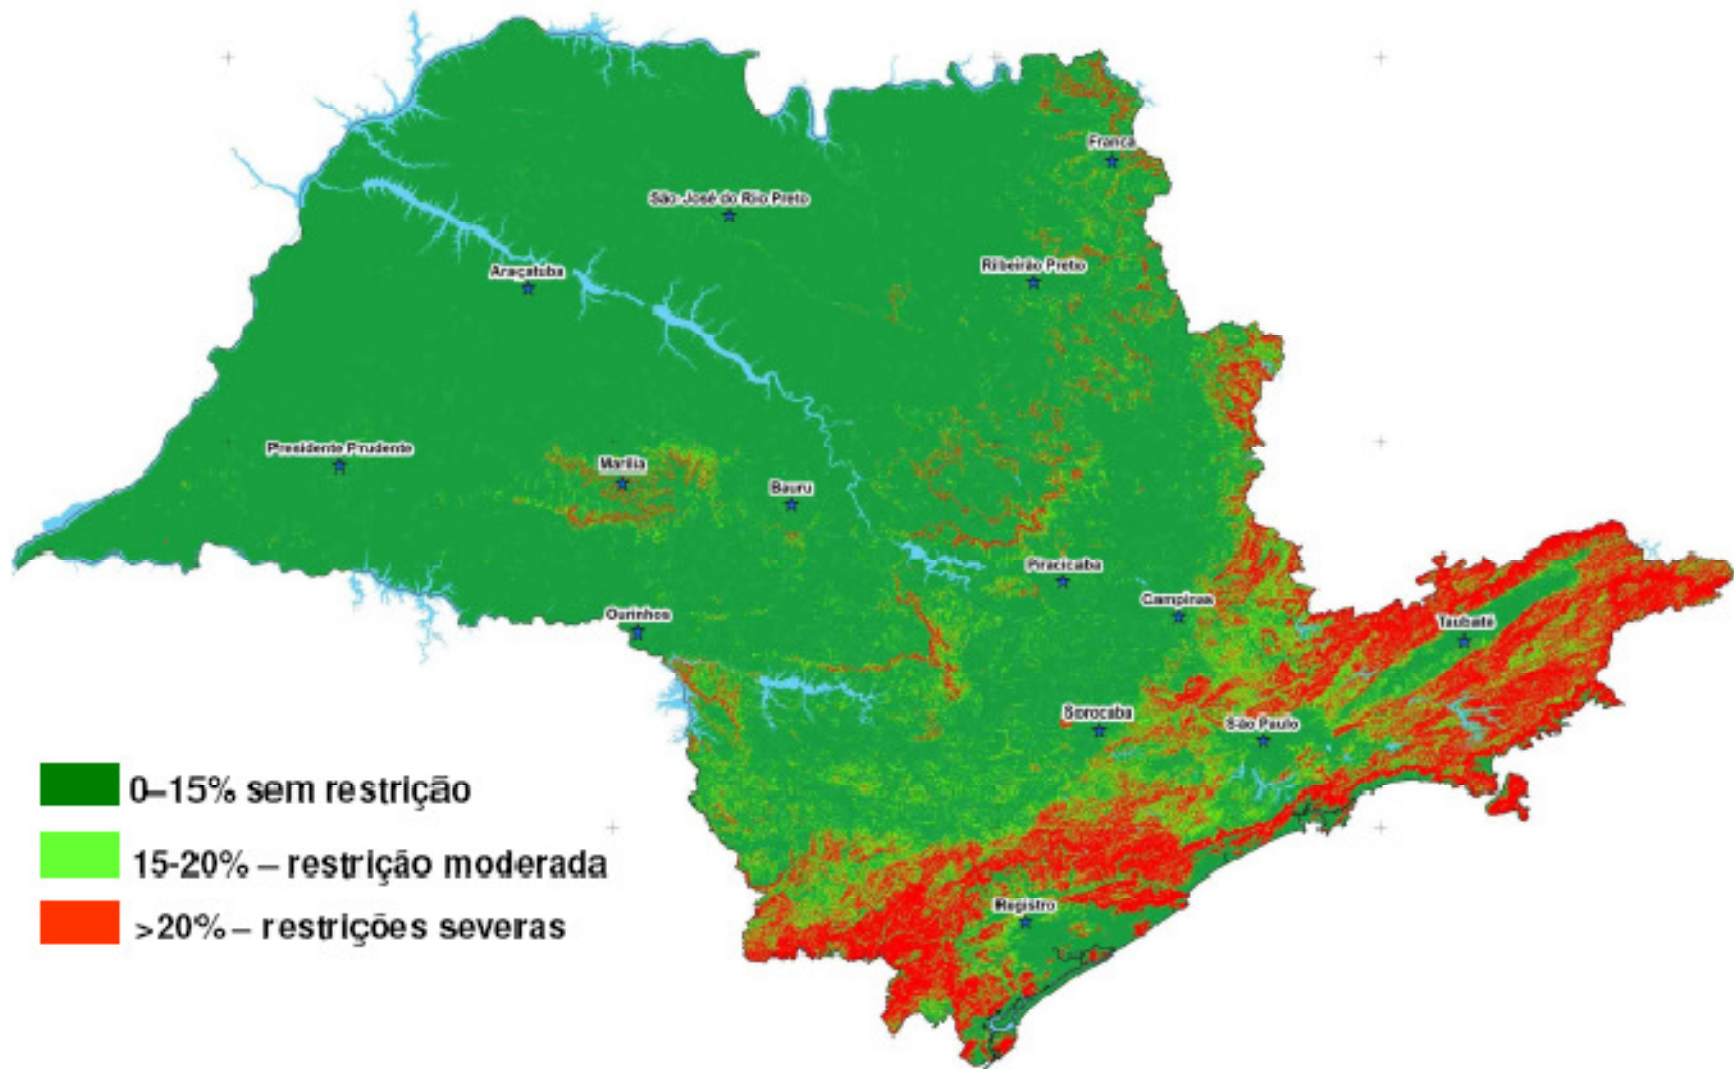 Franca
São José do Rio Preto
Ribeirão Preto
Araçatuba
Presidente Prudente
Marília
Bauru
Piracicaba
Campinas
Ourinhos
Taubaté
Sorocaba
São Paulo
Registro
0–15% sem restrição
15-20% – restrição moderada
>20% – restrições severas